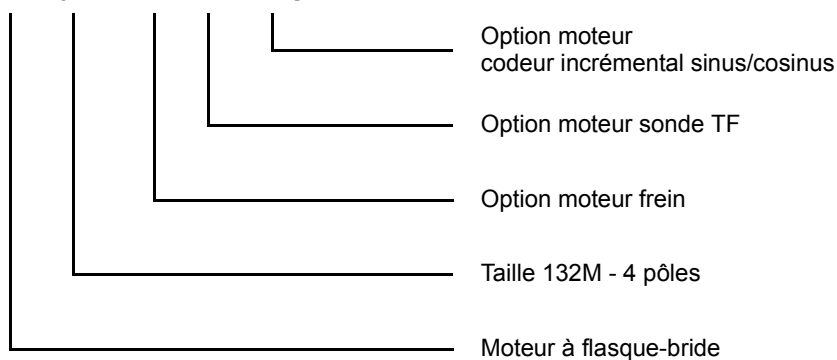 Option moteur
codeur incrémental sinus/cosinus
Option moteur sonde TF
Option moteur frein
Taille 132M - 4 pôles
Moteur à flasque-bride